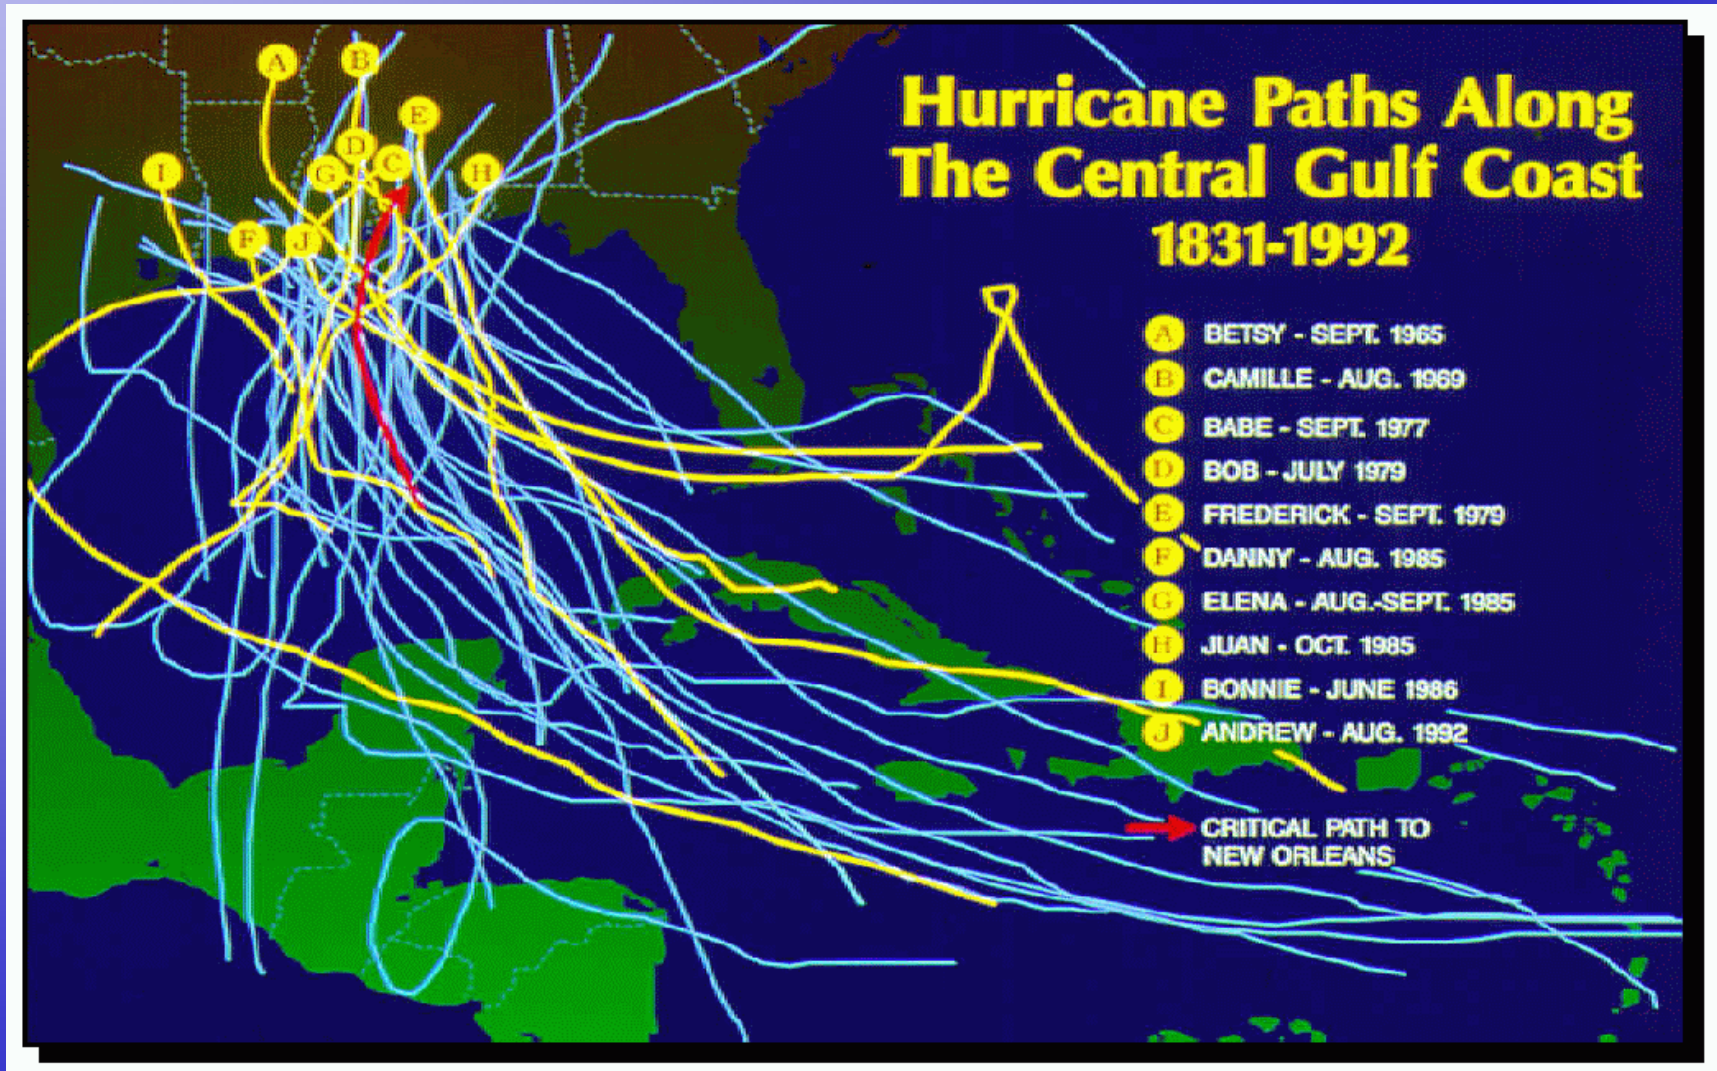 Hurricane Paths Along
The Central Gulf Coast
1831-1992
A
B
E
D
C
I
G
H
F
J
A BETSY - SEPT. 1965
B CAMILLE - AUG. 1969
C BABE - SEPT. 1977
D BOB - JULY 1979
E FREDERICK - SEPT. 1979
F DANNY - AUG. 1985
G ELENA - AUG.-SEPT. 1985
H JUAN - OCT. 1985
I BONNIE - JUNE 1986
J ANDREW - AUG. 1992
CRITICAL PATH TO
NEW ORLEANS